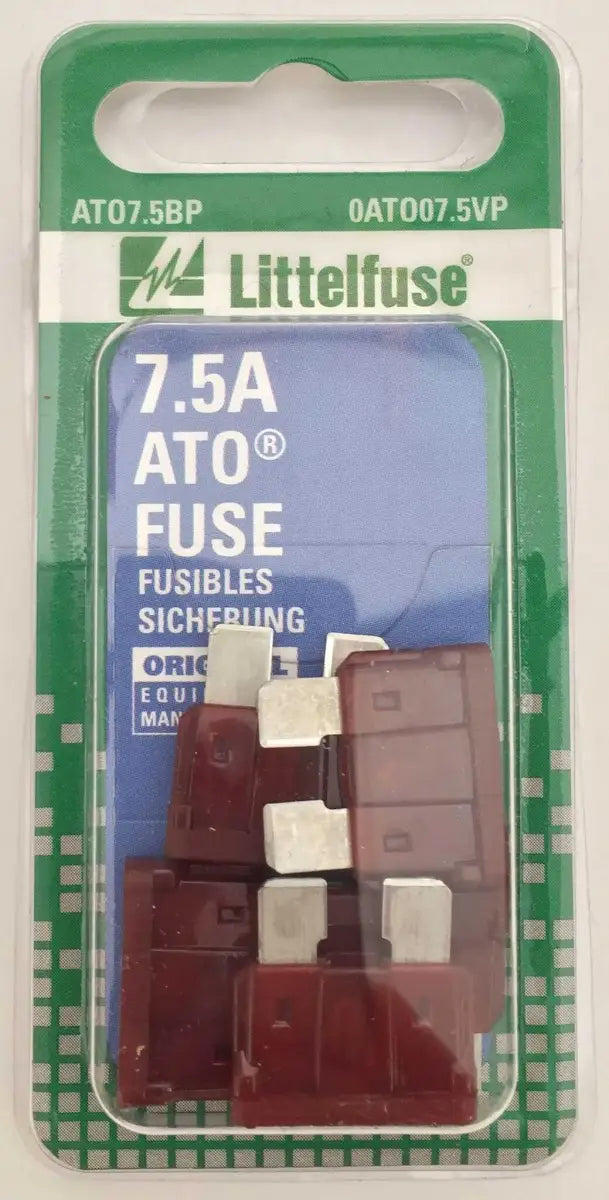 ATO7.5BP 0ATO07.5VP
Littelfuse®
7.5A
ATO®
FUSE
FUSIBLES
SICHERUNG